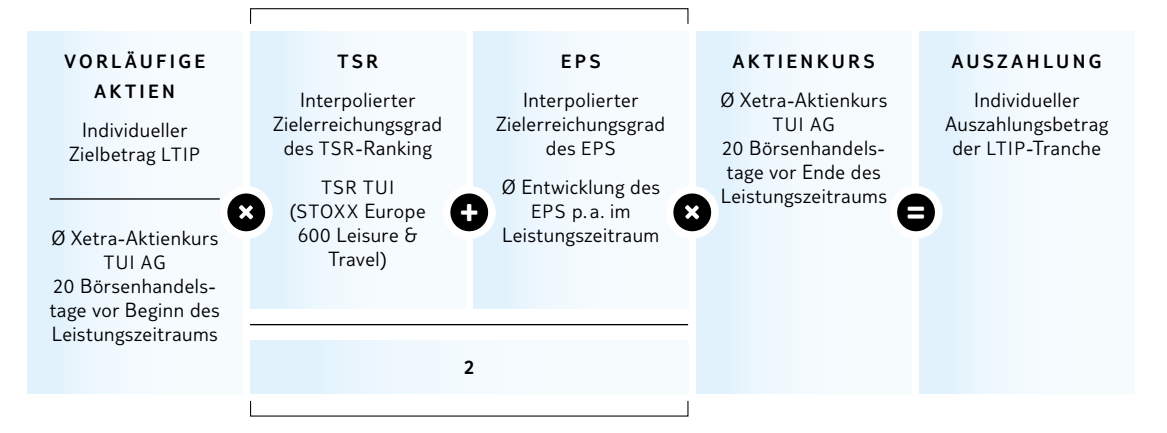 VORLÄUFIGE
AKTIEN
Individueller
Zielbetrag LTIP
Ø Xetra-Aktienkurs
TUI AG
20 Börsenhandels-
tage vor Beginn des
Leistungszeitraums
×
TSR
Interpolierter
Zielerreichungsgrad
des TSR-Ranking
TSR TUI
(STOXX Europe
600 Leisure &
Travel)
+
EPS
Interpolierter
Zielerreichungsgrad
des EPS
Ø Entwicklung des
EPS p. a. im
Leistungszeitraum
2
×
AKTIENKURS
Ø Xetra-Aktienkurs
TUI AG
20 Börsenhandels-
tage vor Ende des
Leistungszeitraums
=
AUSZAHLUNG
Individueller
Auszahlungsbetrag
der LTIP-Tranche